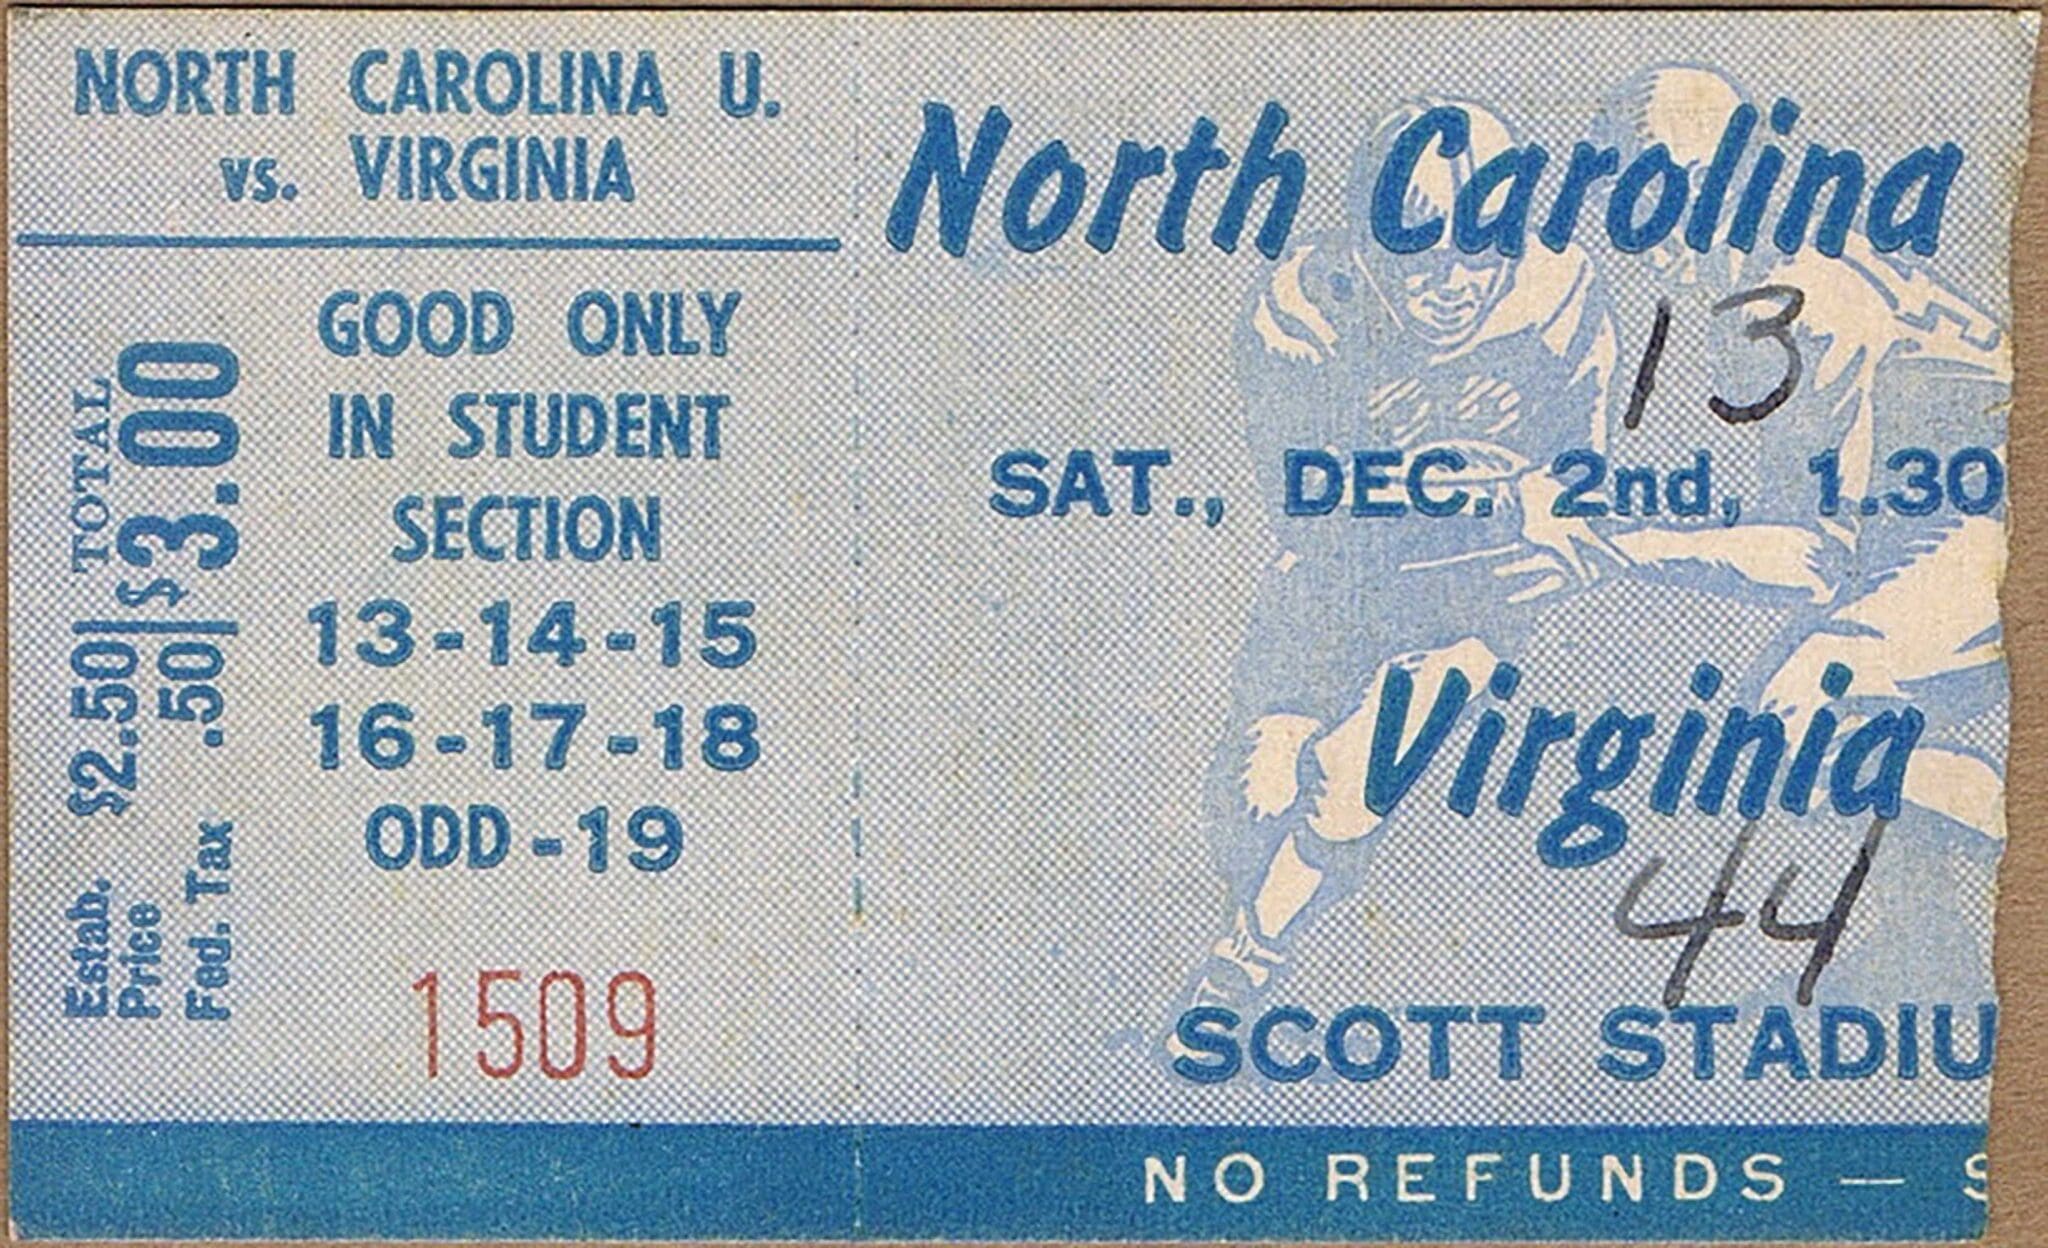 NORTH CAROLINA U.
vs. VIRGINIA
GOOD ONLY
IN STUDENT
SECTION
13-14-15
16-17-18
ODD-19
1509
Estab. Price $2.50 TOTAL
Fed. Tax .50 $3.00
North Carolina
13
SAT., DEC. 2nd, 1.30
Virginia
44
SCOTT STADIU
NO REFUNDS — S